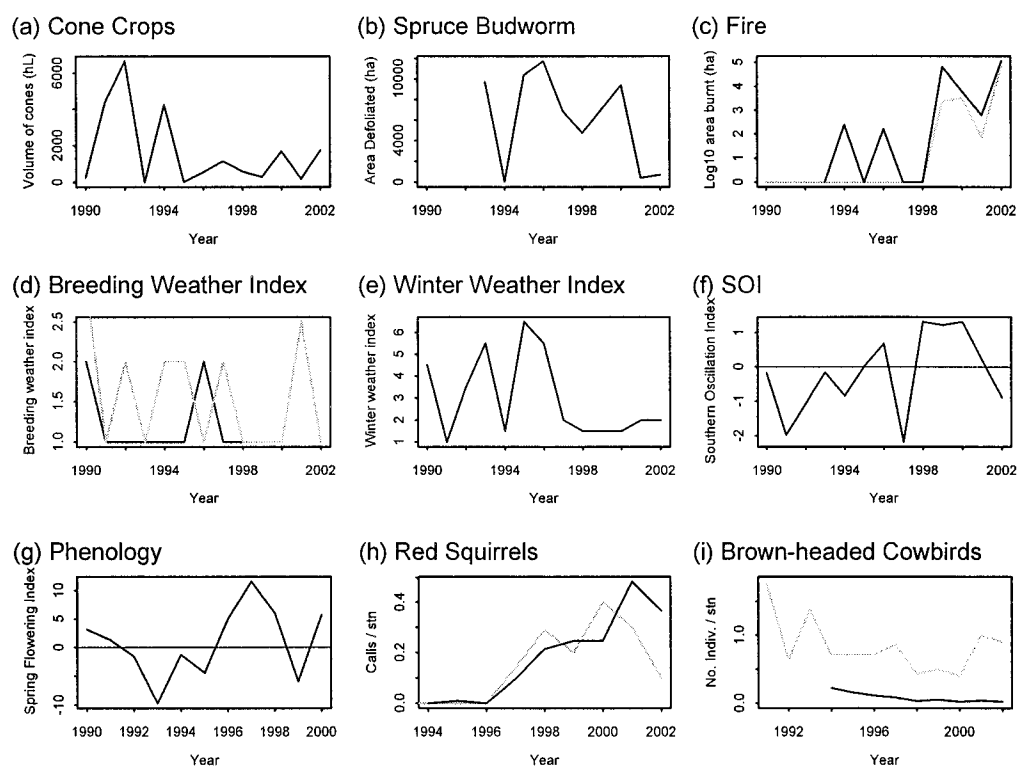 (a) Cone Crops
Volume of cones (hL)
6000
2000
0
1990
1994
1998
2002
Year
(b) Spruce Budworm
Area Defoliated (ha)
10000
4000
0
1990
1994
1998
2002
Year
(c) Fire
Log10 area burnt (ha)
5
4
3
2
1
0
1990
1994
1998
2002
Year
(d) Breeding Weather Index
Breeding weather index
2.5
2.0
1.5
1.0
1990
1994
1998
2002
Year
(e) Winter Weather Index
Winter weather index
6
5
4
3
2
1
1990
1994
1998
2002
Year
(f) SOI
Southern Oscillation Index
1
0
-1
-2
1990
1994
1998
2002
Year
(g) Phenology
Spring Flowering Index
10
5
0
-10
1990
1992
1994
1996
1998
2000
Year
(h) Red Squirrels
Calls / stn
0.4
0.2
0.0
1994
1996
1998
2000
2002
Year
(i) Brown-headed Cowbirds
No. Indiv. / stn
1.0
0.0
1992
1996
2000
Year